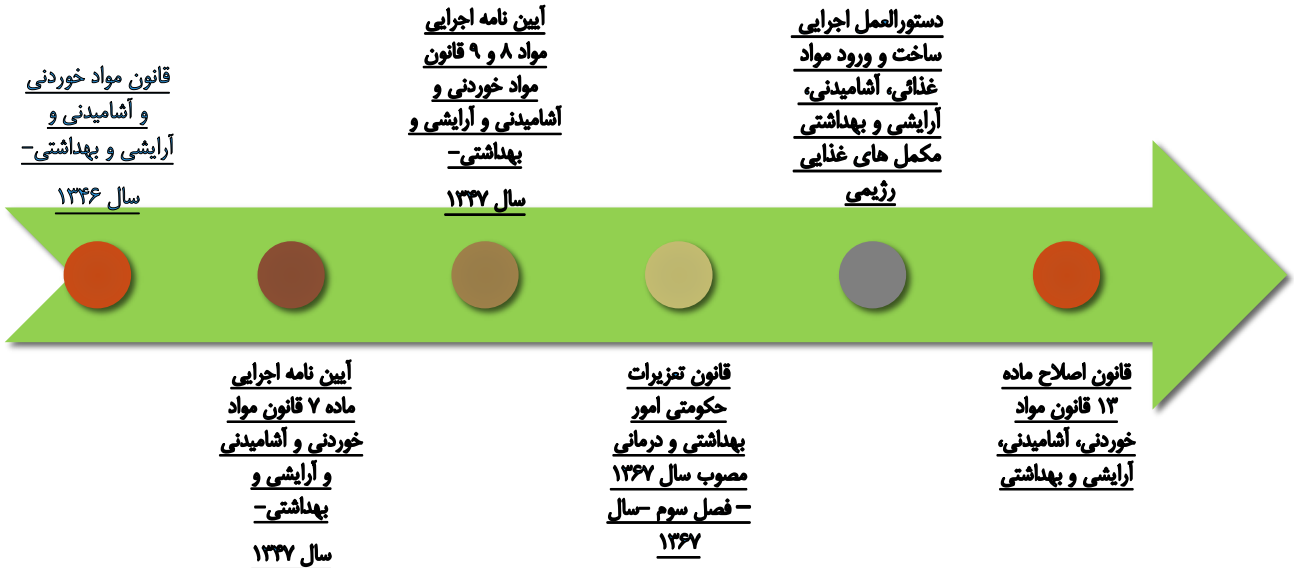 قانون مواد خوردنی
و آشامیدنی و
آرایشی و بهداشتی-
سال ۱۳۴۶
آیین نامه اجرایی
ماده ۷ قانون مواد
خوردنی و آشامیدنی
و آرایشی و
بهداشتی-
سال ۱۳۴۷
آیین نامه اجرایی
مواد ۸ و ۹ قانون
مواد خوردنی و
آشامیدنی و آرایشی و
بهداشتی-
سال ۱۳۴۷
قانون تعزیرات
حکومتی امور
بهداشتی و درمانی
مصوب سال ۱۳۶۷
– فصل سوم –سال
۱۳۶۷
دستورالعمل اجرایی
ساخت و ورود مواد
غذائی، آشامیدنی،
آرایشی و بهداشتی
مکمل های غذایی
رژیمی
قانون اصلاح ماده
۱۳ قانون مواد
خوردنی، آشامیدنی،
آرایشی و بهداشتی